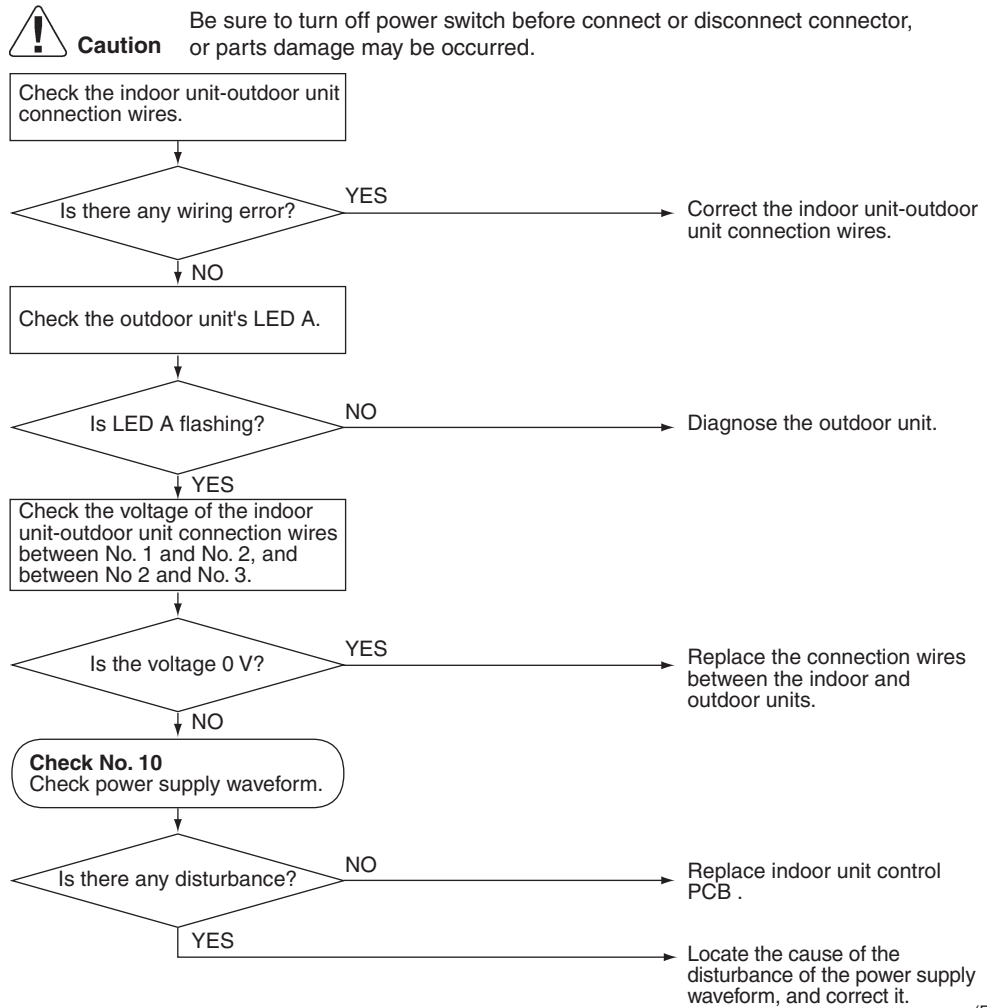 Be sure to turn off power switch before connect or disconnect connector,
Caution or parts damage may be occurred.
Check the indoor unit-outdoor unit
connection wires.
Is there any wiring error?
YES
Correct the indoor unit-outdoor
unit connection wires.
NO
Check the outdoor unit's LED A.
Is LED A flashing?
NO
Diagnose the outdoor unit.
YES
Check the voltage of the indoor
unit-outdoor unit connection wires
between No. 1 and No. 2, and
between No 2 and No. 3.
Is the voltage 0 V?
YES
Replace the connection wires
between the indoor and
outdoor units.
NO
Check No. 10
Check power supply waveform.
Is there any disturbance?
NO
Replace indoor unit control
PCB .
YES
Locate the cause of the
disturbance of the power supply
waveform, and correct it.